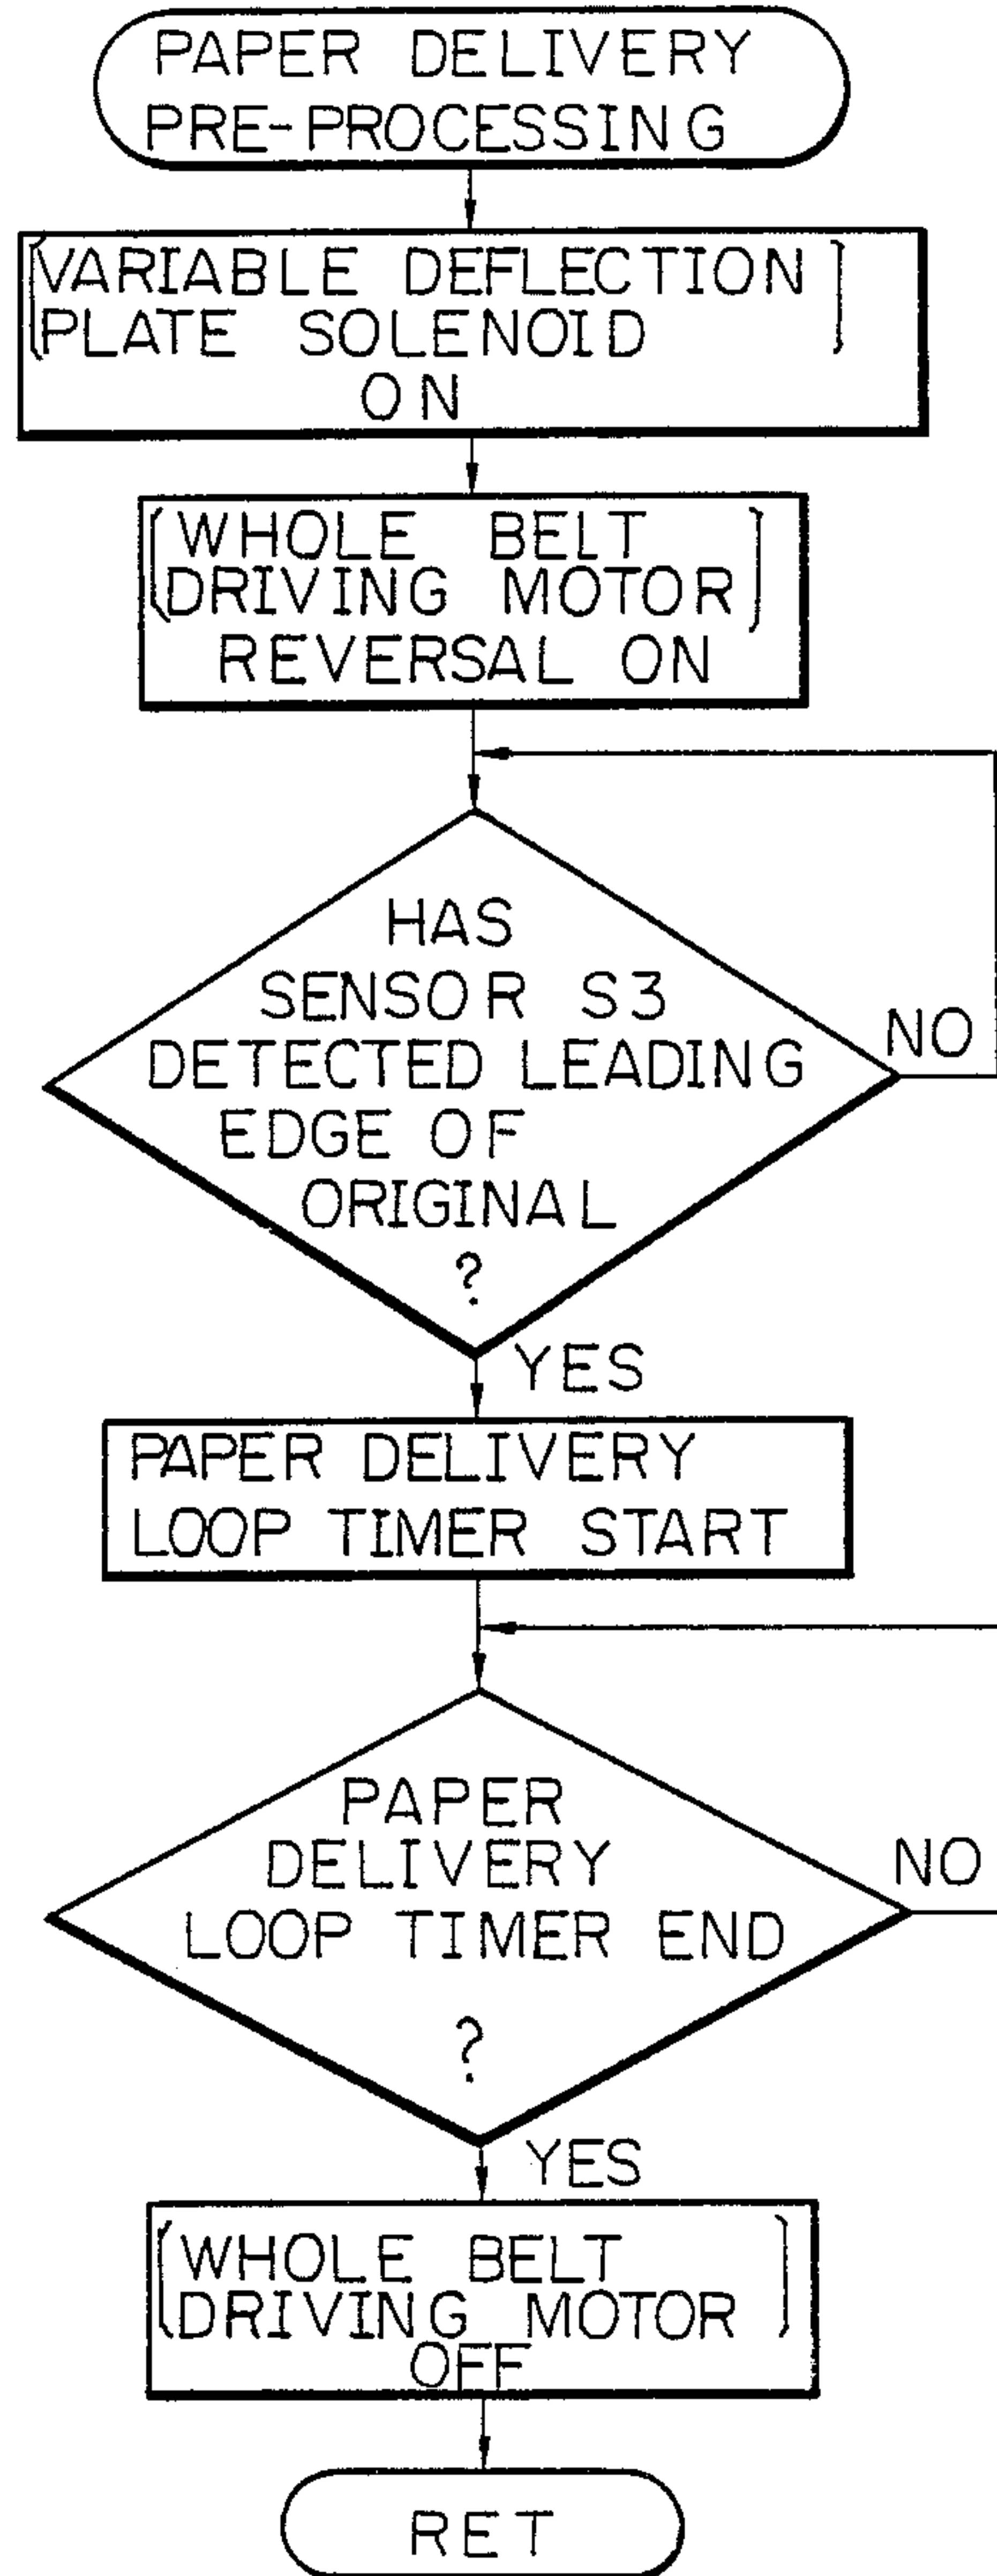 PAPER DELIVERY
PRE-PROCESSING
[VARIABLE DEFLECTION]
[PLATE SOLENOID]
ON
[WHOLE BELT]
[DRIVING MOTOR]
REVERSAL ON
HAS
SENSOR S3
DETECTED LEADING
EDGE OF
ORIGINAL
?
NO
YES
PAPER DELIVERY
LOOP TIMER START
PAPER
DELIVERY
LOOP TIMER END
?
NO
YES
[WHOLE BELT]
[DRIVING MOTOR]
OFF
RET